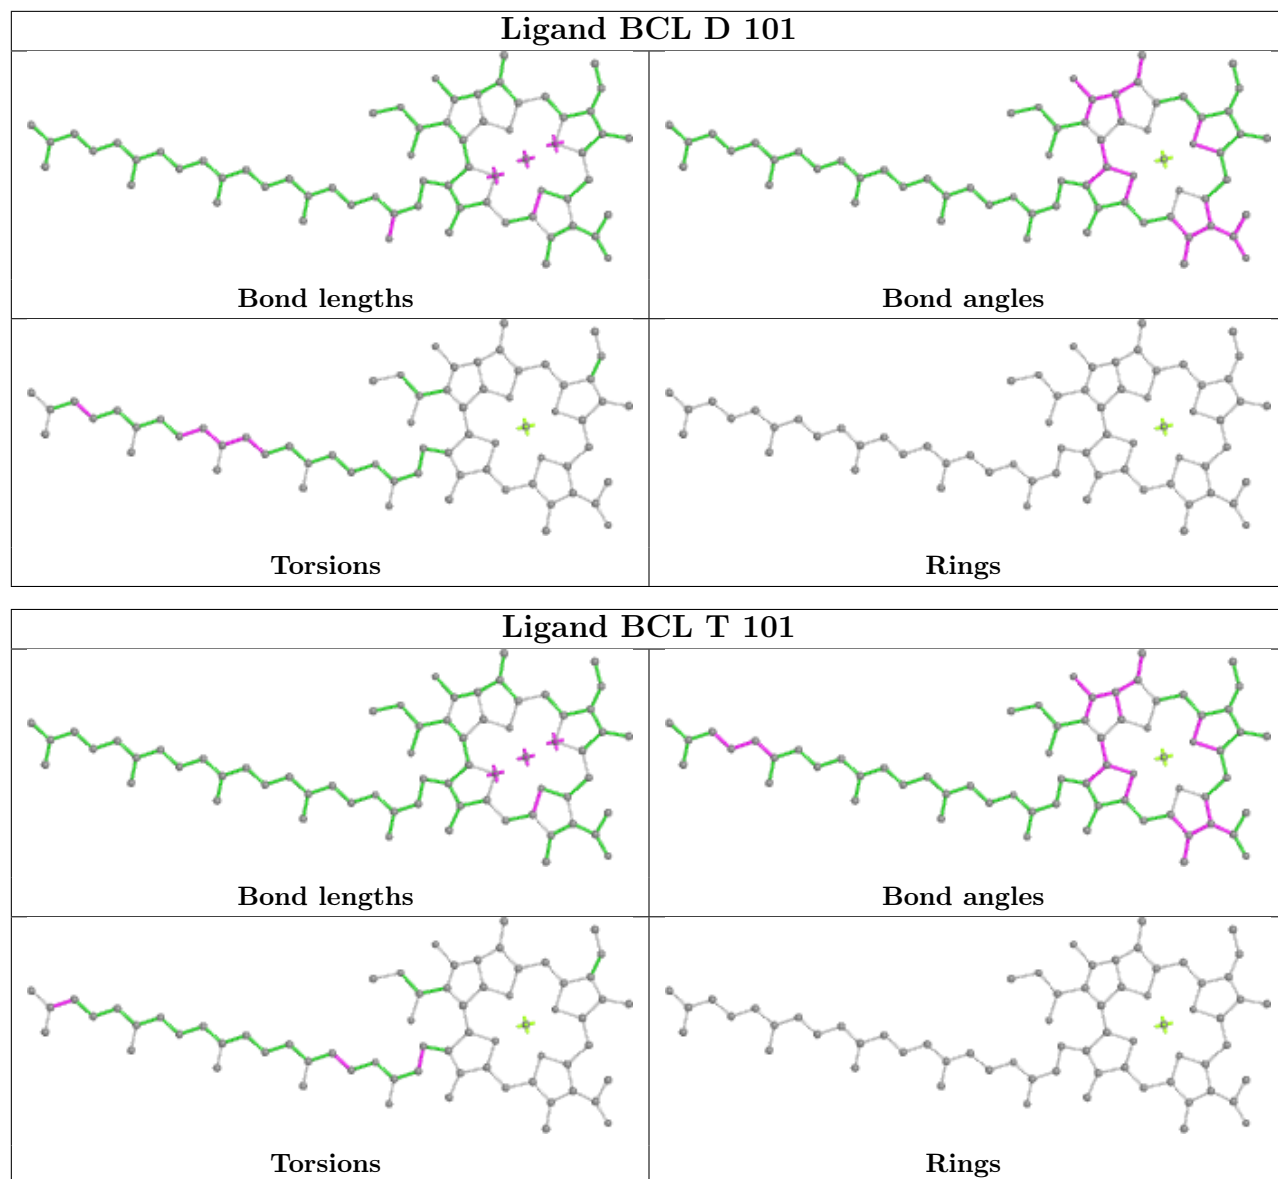 Ligand BCL D 101
Bond lengths
Bond angles
Torsions
Rings
Ligand BCL T 101
Bond lengths
Bond angles
Torsions
Rings